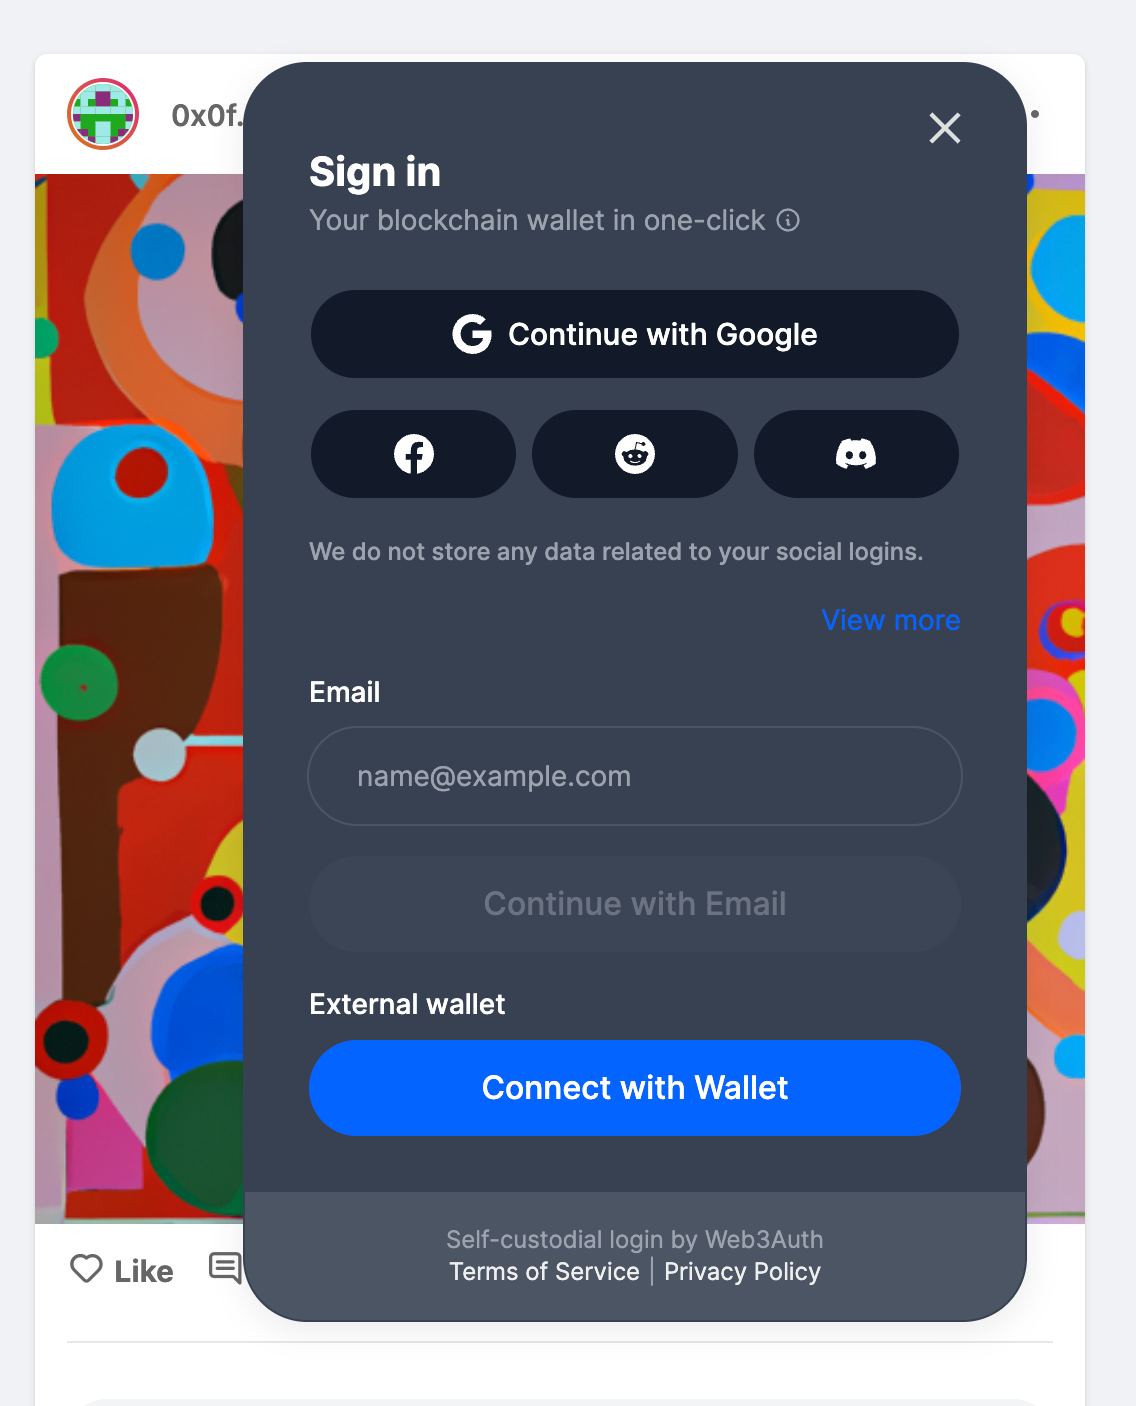 0x0f.
Sign in
Your blockchain wallet in one-click
Continue with Google
We do not store any data related to your social logins.
View more
Email
name@example.com
Continue with Email
External wallet
Connect with Wallet
Self-custodial login by Web3Auth
Terms of Service | Privacy Policy
Like